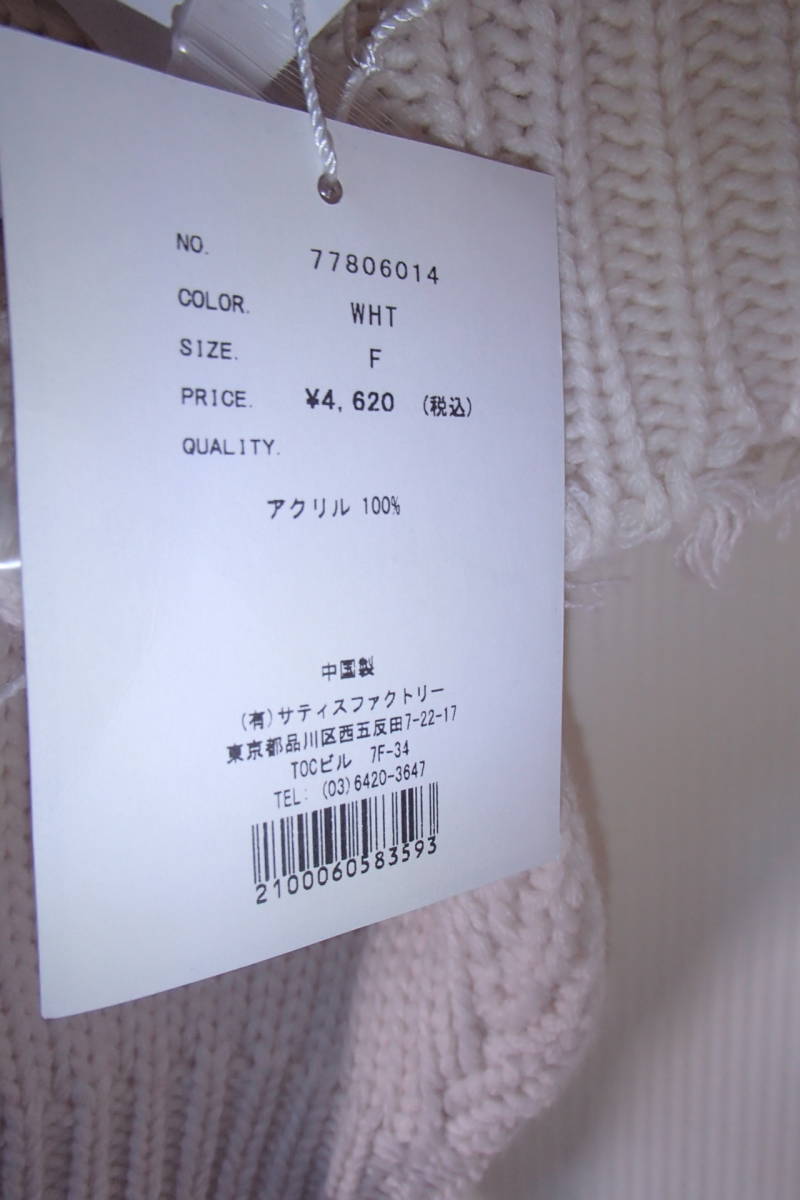 NO. 77806014
COLOR. WHT
SIZE. F
PRICE. ¥4,620 (税込)
QUALITY.
アクリル 100%
中国製
(有)サティスファクトリー
東京都品川区西五反田7-22-17
TOCビル 7F-34
TEL: (03)6420-3647
2100060583593